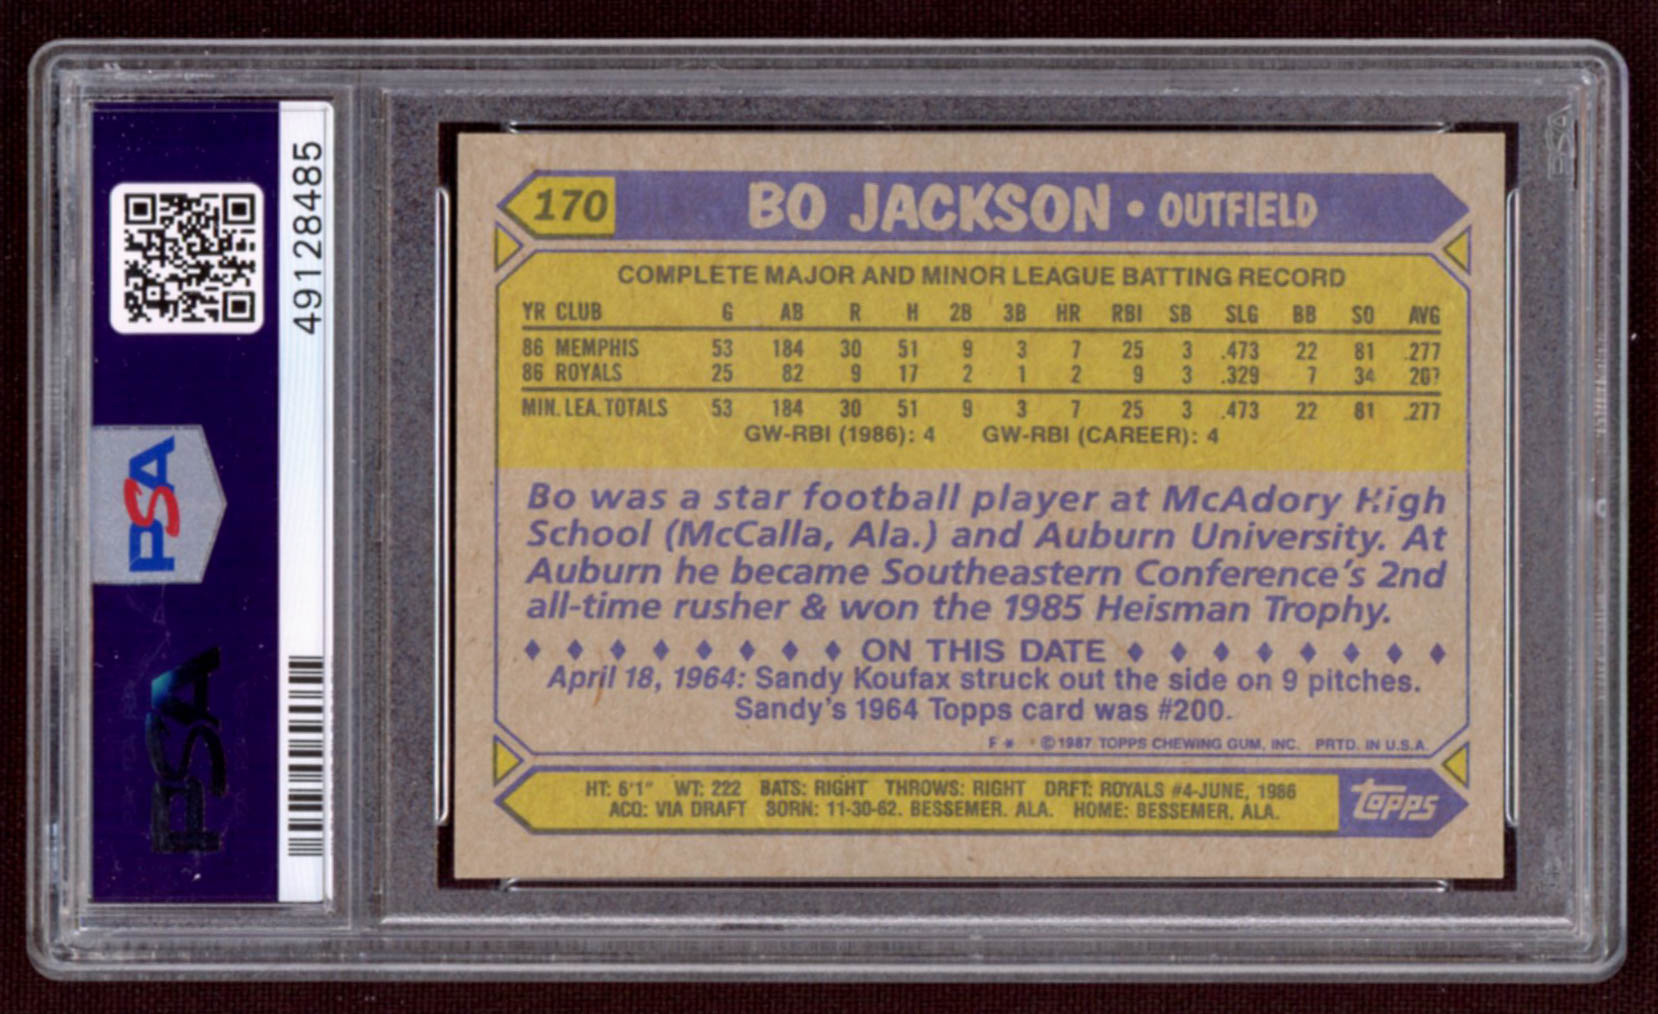 PSA
49128485
PSA
PSA
170 BO JACKSON • OUTFIELD
COMPLETE MAJOR AND MINOR LEAGUE BATTING RECORD
YR CLUB G AB R H 2B 3B HR RBI SB SLG BB SO AVG
86 MEMPHIS 53 184 30 51 9 3 7 25 3 .473 22 81 .277
86 ROYALS 25 82 9 17 2 1 2 9 3 .329 7 34
MIN. LEA. TOTALS 53 184 30 51 9 3 7 25 3 .473 22 81 .277
GW-RBI (1986): 4 GW-RBI (CAREER): 4
Bo was a star football player at McAdory High
School (McCalla, Ala.) and Auburn University. At
Auburn he became Southeastern Conference's 2nd
all-time rusher & won the 1985 Heisman Trophy.
♦ ♦ ♦ ♦ ♦ ♦ ♦ ♦ ON THIS DATE ♦ ♦ ♦ ♦ ♦ ♦ ♦ ♦
April 18, 1964: Sandy Koufax struck out the side on 9 pitches.
Sandy's 1964 Topps card was #200.
F * ©1987 TOPPS CHEWING GUM, INC. PRTD. IN U.S.A.
HT: 6'1" WT: 222 BATS: RIGHT THROWS: RIGHT DRFT: ROYALS #4-JUNE, 1986
ACQ: VIA DRAFT BORN: 11-30-62. BESSEMER. ALA. HOME: BESSEMER, ALA.
topps